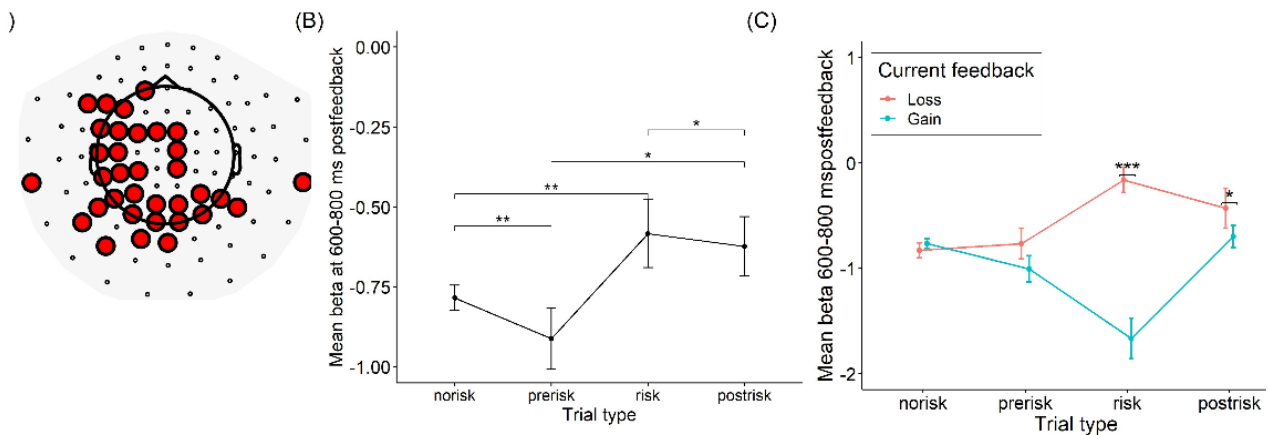 )
(B)
Mean beta at 600-800 ms postfeedback
0.00
-0.25
-0.50
-0.75
-1.00
*
*
**
**
norisk prerisk risk postrisk
Trial type
(C)
Mean beta 600-800 mspostfeedback
1
0
-1
-2
Current feedback
Loss
Gain
***
*
norisk prerisk risk postrisk
Trial type